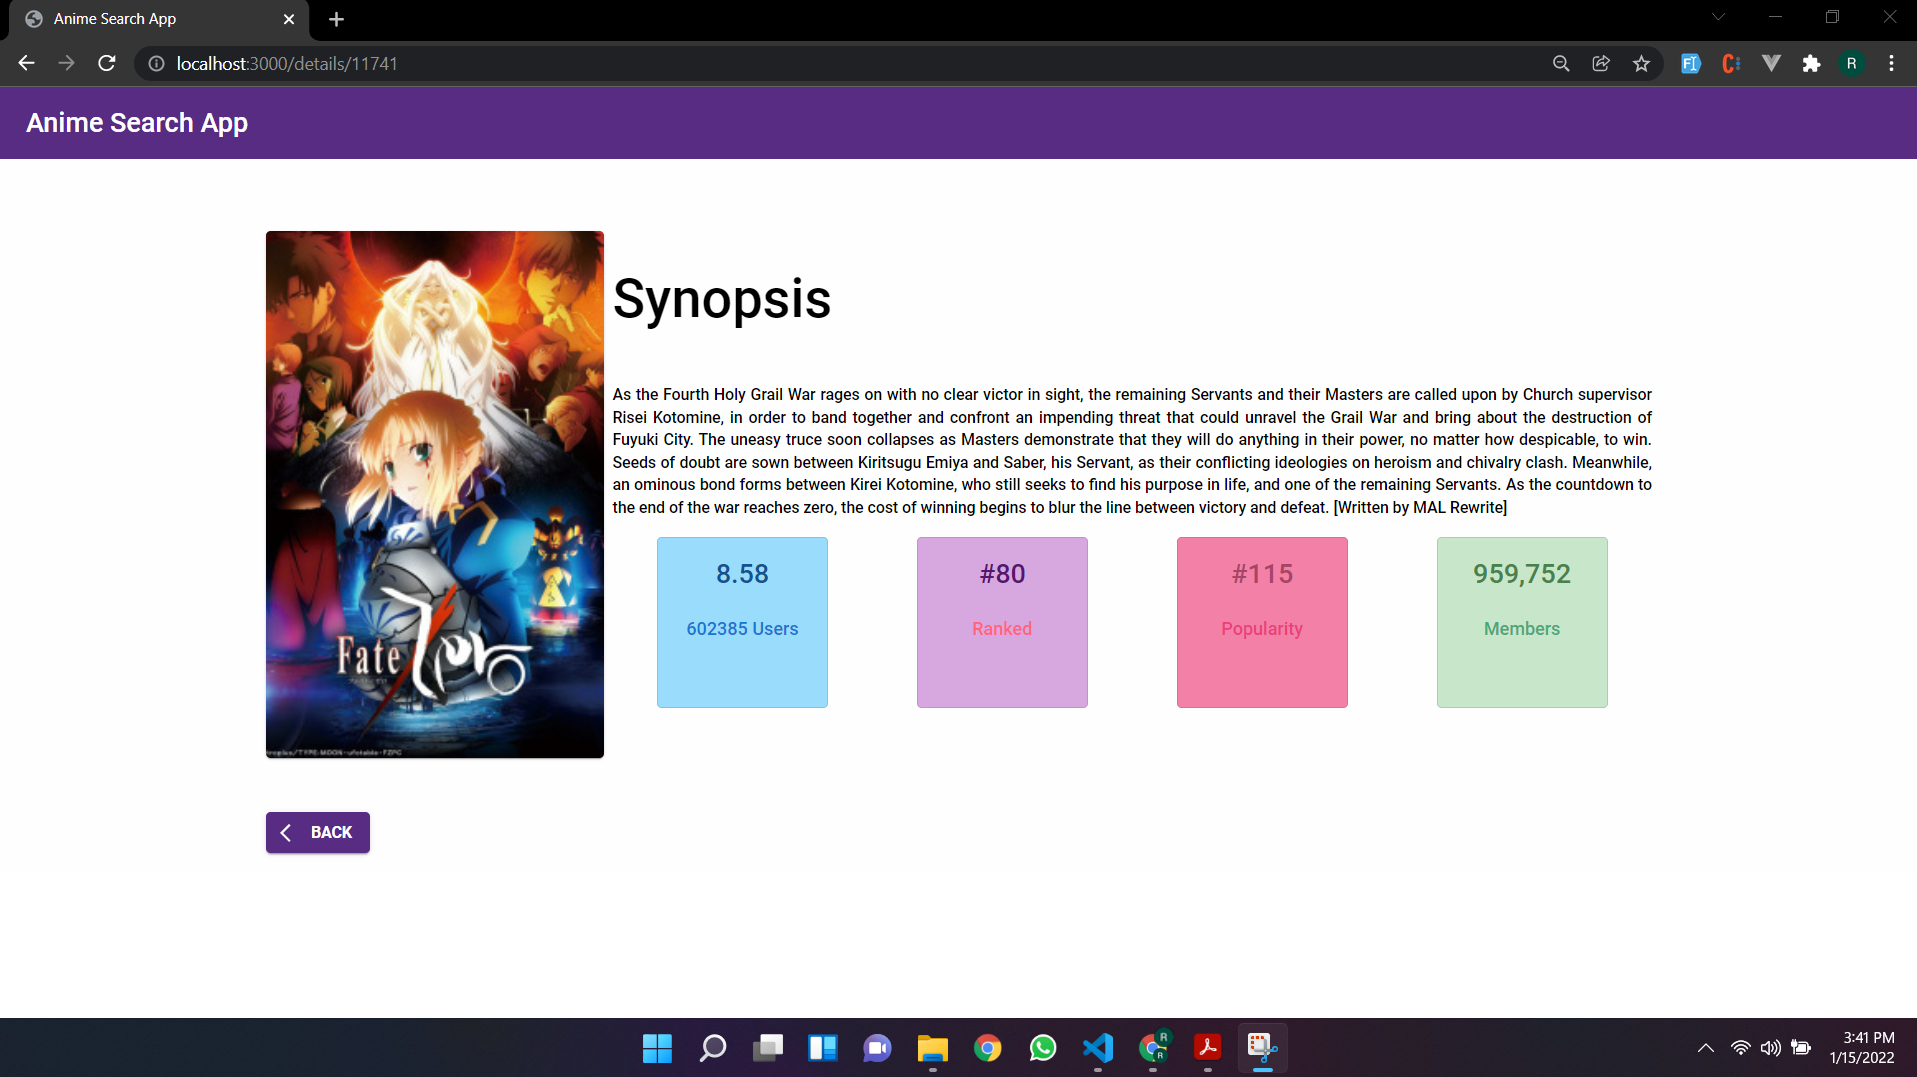 Anime Search App
localhost:3000/details/11741
R
Anime Search App
Synopsis
As the Fourth Holy Grail War rages on with no clear victor in sight, the remaining Servants and their Masters are called upon by Church supervisor
Risei Kotomine, in order to band together and confront an impending threat that could unravel the Grail War and bring about the destruction of
Fuyuki City. The uneasy truce soon collapses as Masters demonstrate that they will do anything in their power, no matter how despicable, to win.
Seeds of doubt are sown between Kiritsugu Emiya and Saber, his Servant, as their conflicting ideologies on heroism and chivalry clash. Meanwhile,
an ominous bond forms between Kirei Kotomine, who still seeks to find his purpose in life, and one of the remaining Servants. As the countdown to
the end of the war reaches zero, the cost of winning begins to blur the line between victory and defeat. [Written by MAL Rewrite]
8.58
602385 Users
#80
Ranked
#115
Popularity
959,752
Members
Fate/Zero
BACK
3:41 PM
1/15/2022